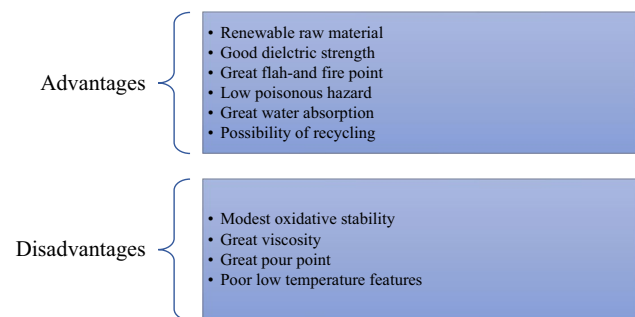 Advantages
• Renewable raw material
• Good dielctric strength
• Great flah-and fire point
• Low poisonous hazard
• Great water absorption
• Possibility of recycling
Disadvantages
• Modest oxidative stability
• Great viscosity
• Great pour point
• Poor low temperature features